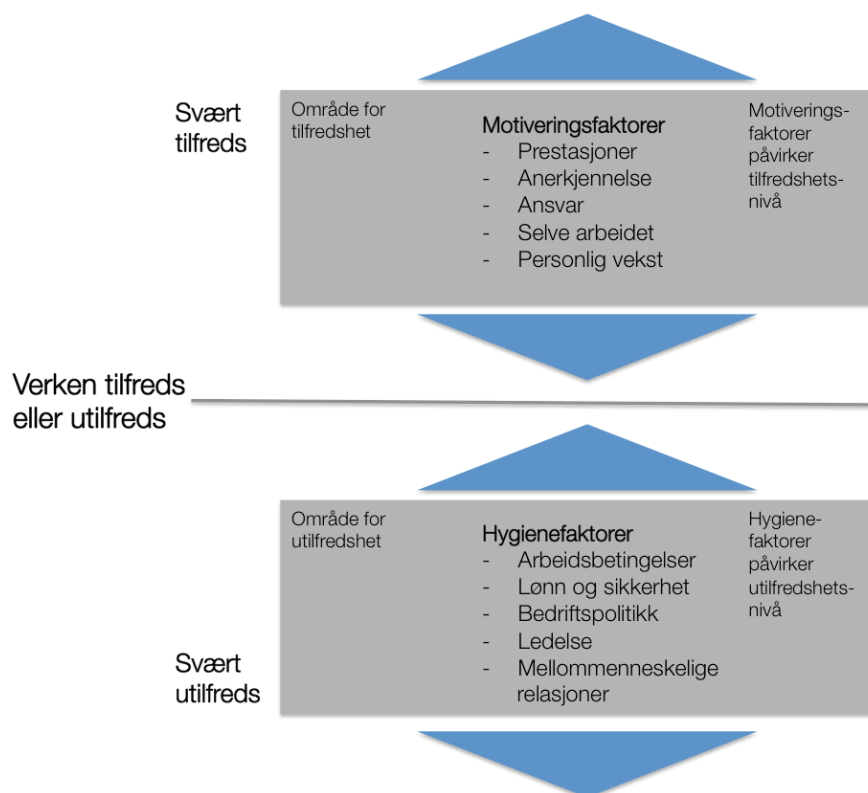 Svært
tilfreds
Område for
tilfredshet
Motiveringsfaktorer
- Prestasjoner
- Anerkjennelse
- Ansvar
- Selve arbeidet
- Personlig vekst
Motiverings-
faktorer
påvirker
tilfredshets-
nivå
Verken tilfreds
eller utilfreds
Område for
utilfredshet
Hygienefaktorer
- Arbeidsbetingelser
- Lønn og sikkerhet
- Bedriftspolitikk
- Ledelse
- Mellommenneskelige
relasjoner
Hygiene-
faktorer
påvirker
utilfredshets-
nivå
Svært
utilfreds